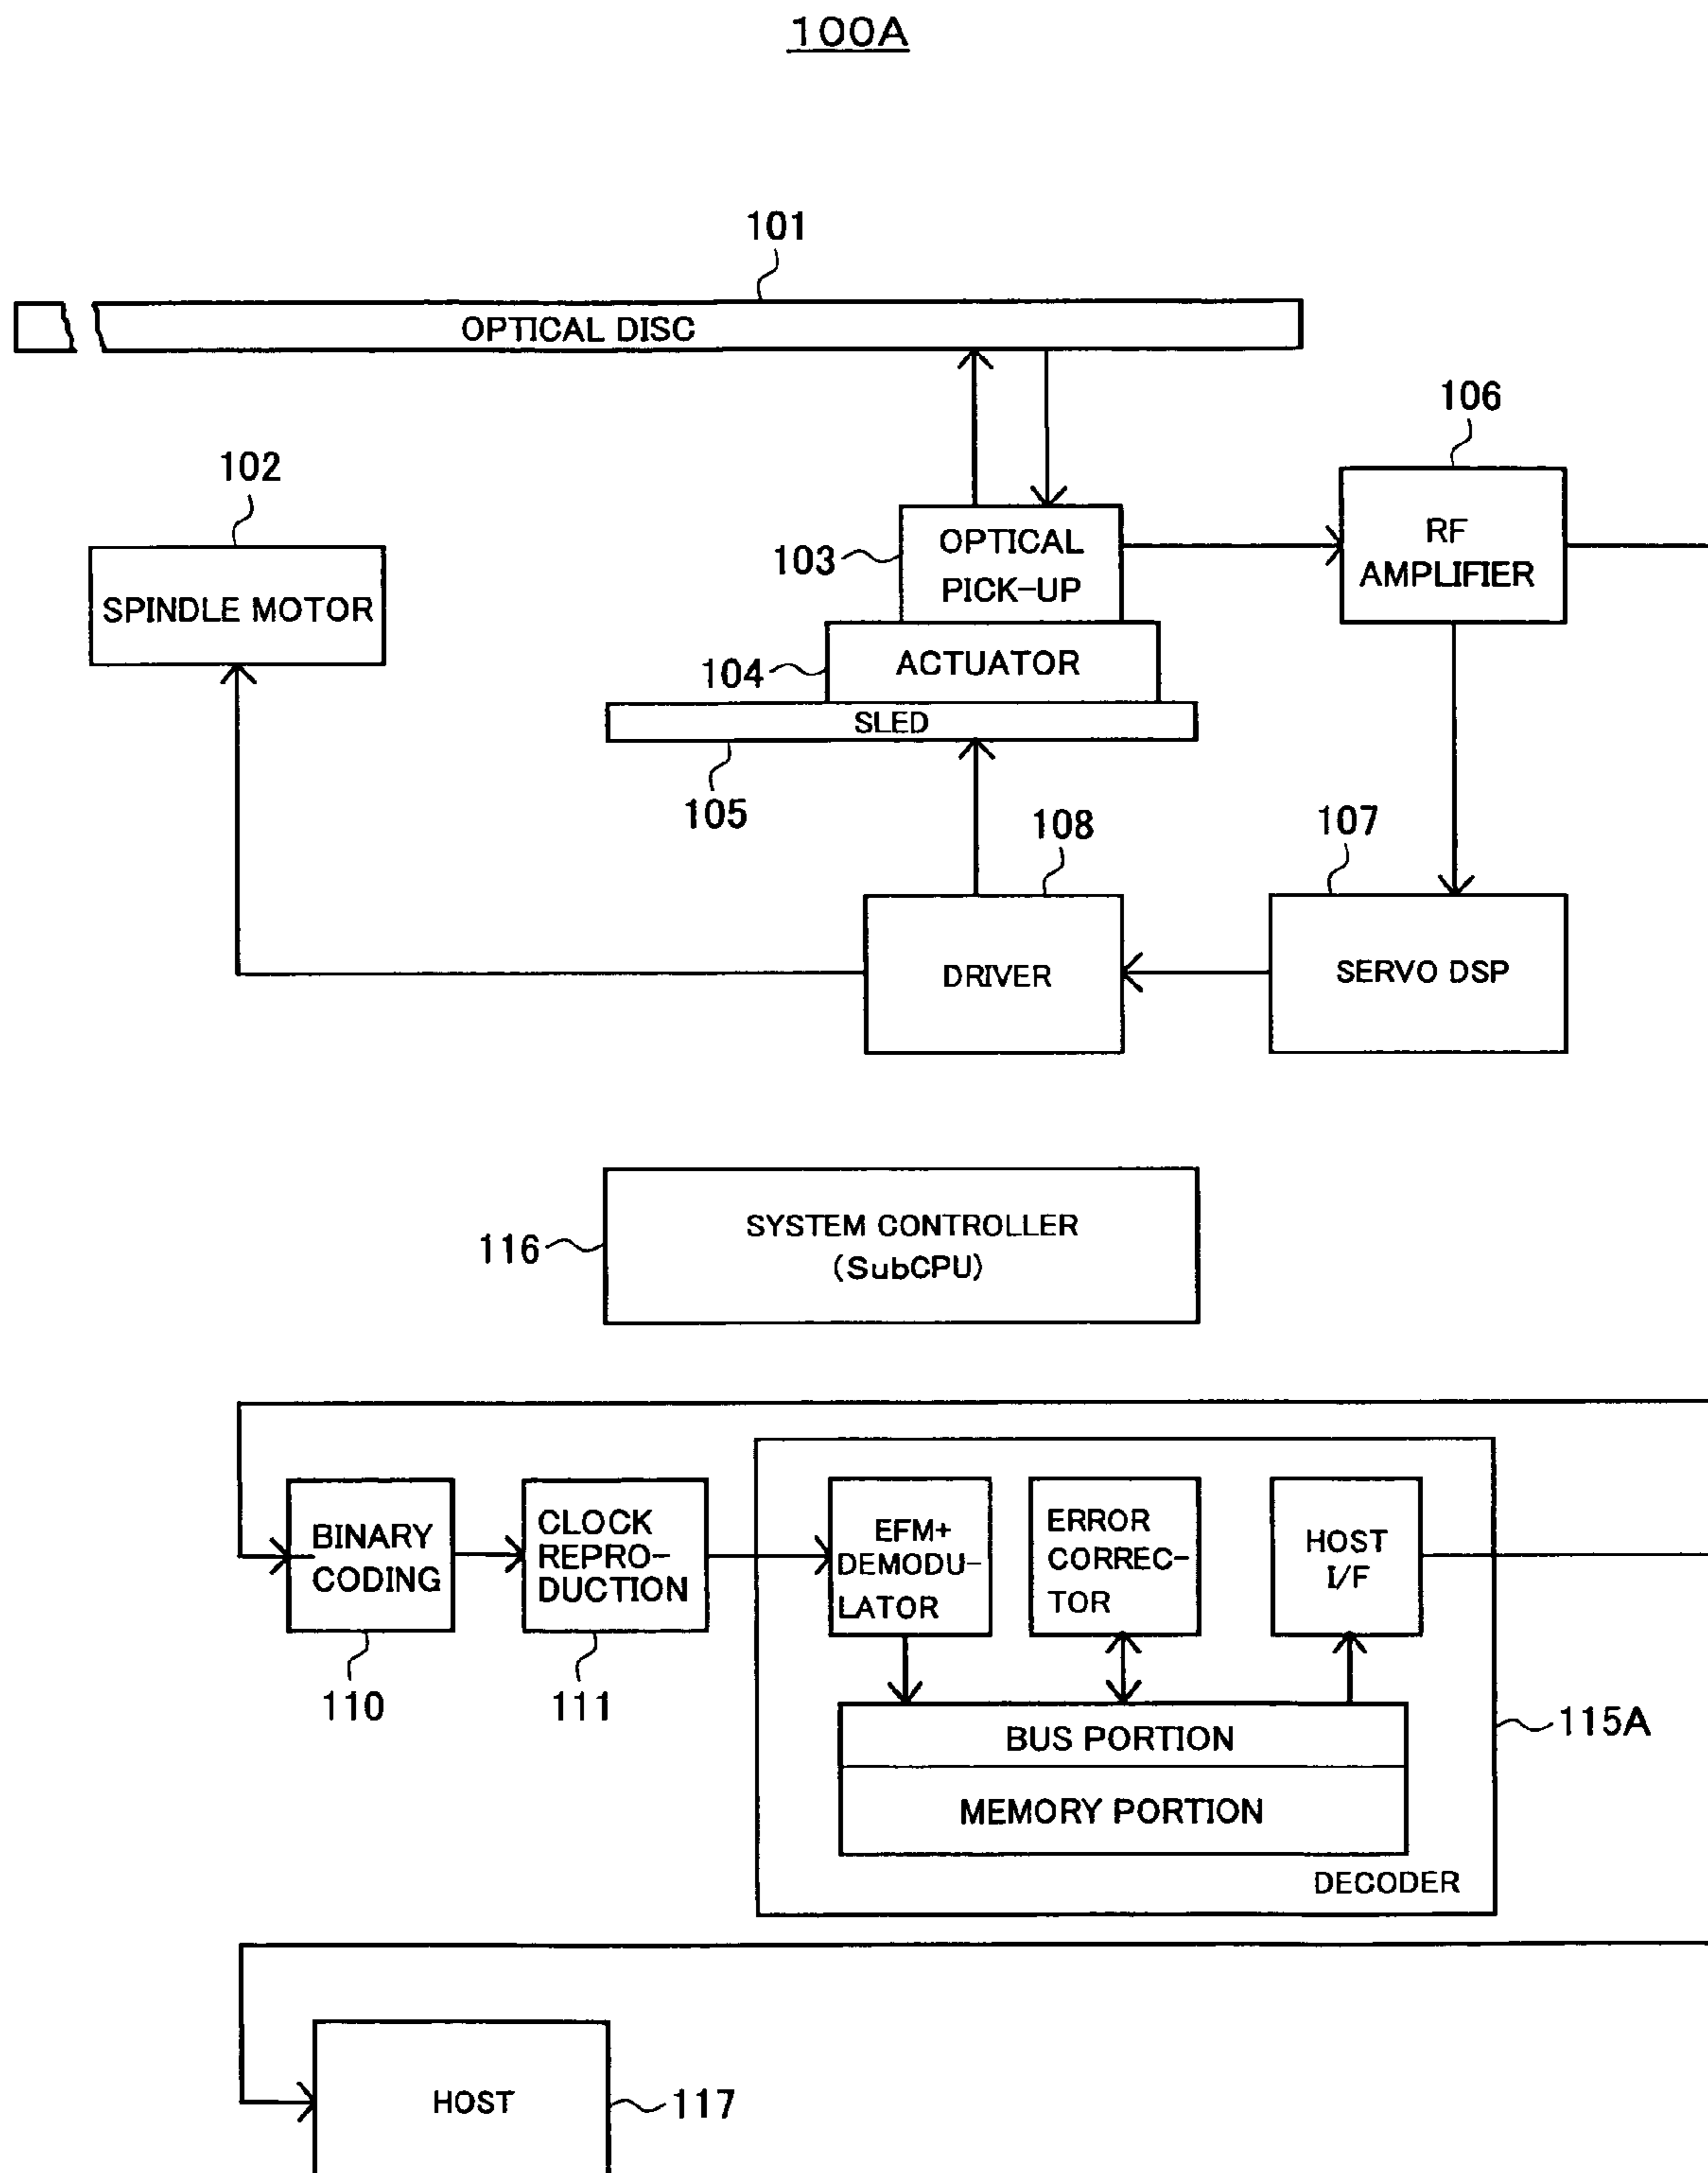 100A
101
OPTICAL DISC
106
102
RF
AMPLIFIER
103
OPTICAL
PICK-UP
SPINDLE MOTOR
104
ACTUATOR
SLED
105
108
107
DRIVER
SERVO DSP
116
SYSTEM CONTROLLER
(SubCPU)
BINARY
CODING
CLOCK
REPRO-
DUCTION
EFM+
DEMODU-
LATOR
ERROR
CORREC-
TOR
HOST
I/F
110
111
BUS PORTION
115A
MEMORY PORTION
DECODER
HOST
117